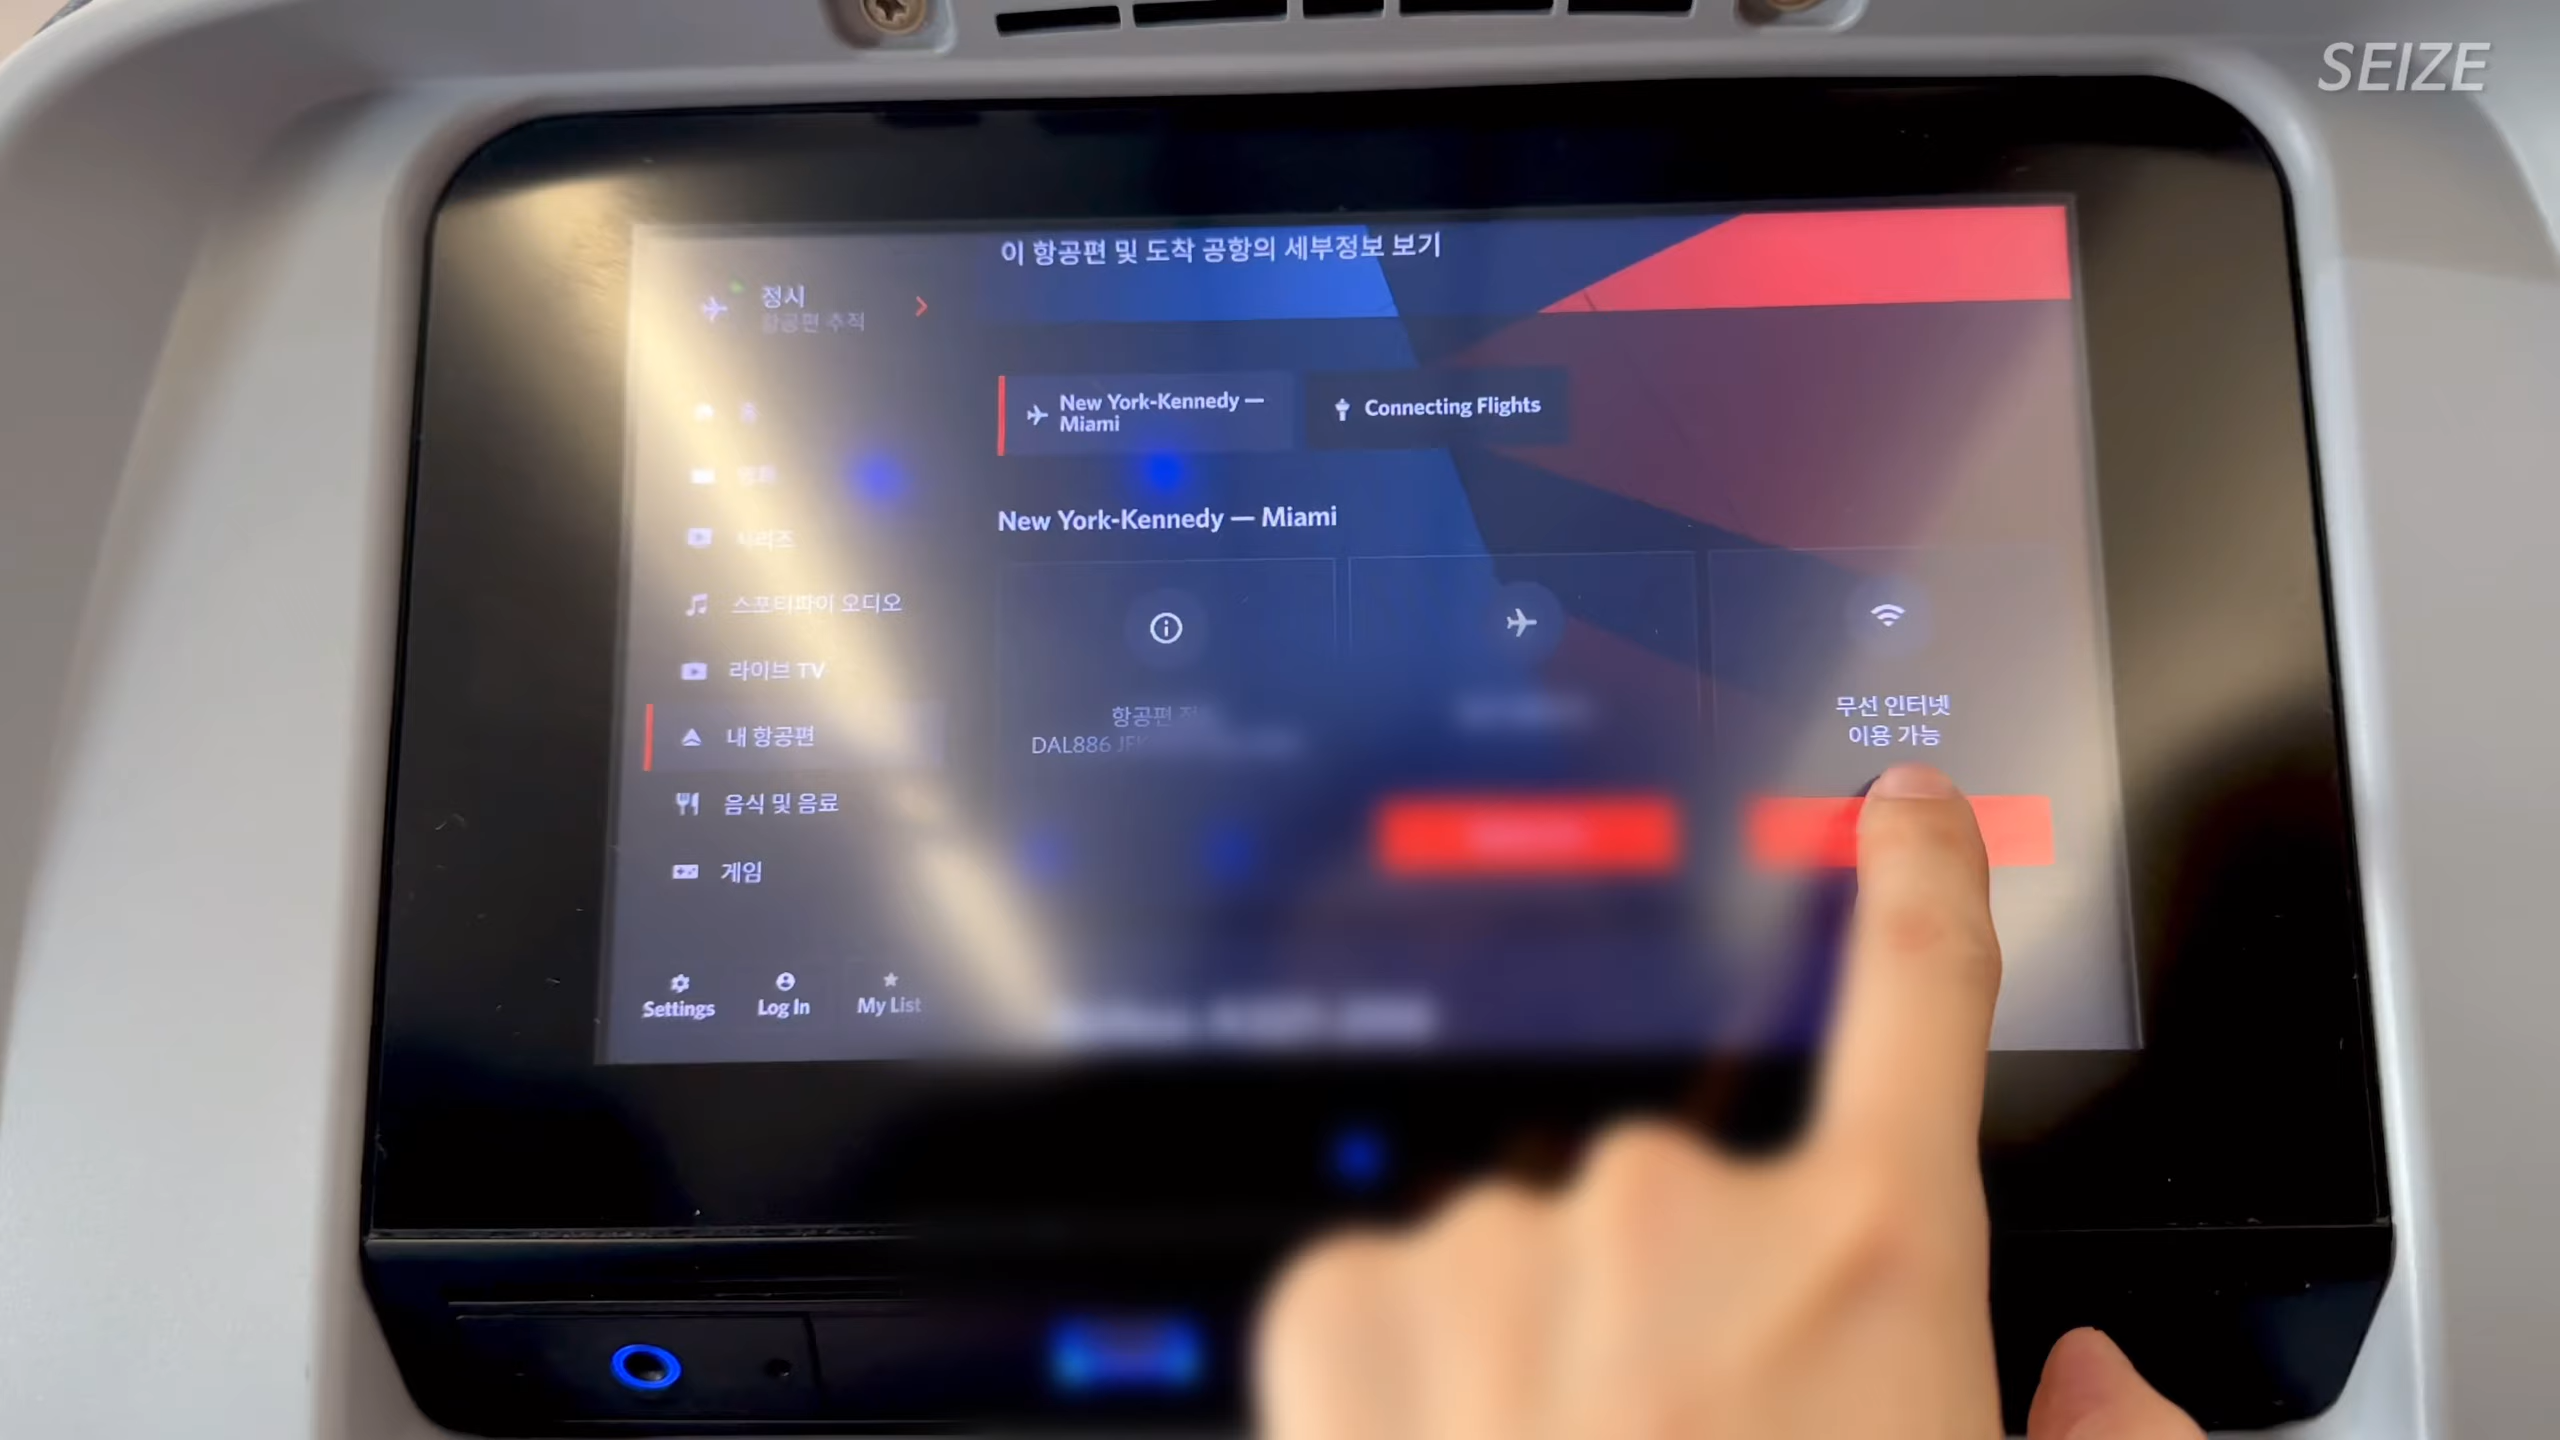 SEIZE
이 항공편 및 도착 공항의 세부정보 보기
정시
항공편 추적
New York-Kennedy —
Miami
Connecting Flights
시리즈
New York-Kennedy — Miami
스포티파이 오디오
라이브 TV
내 항공편
음식 및 음료
게임
항공편
DAL886
무선 인터넷
이용 가능
Settings
Log In
My List